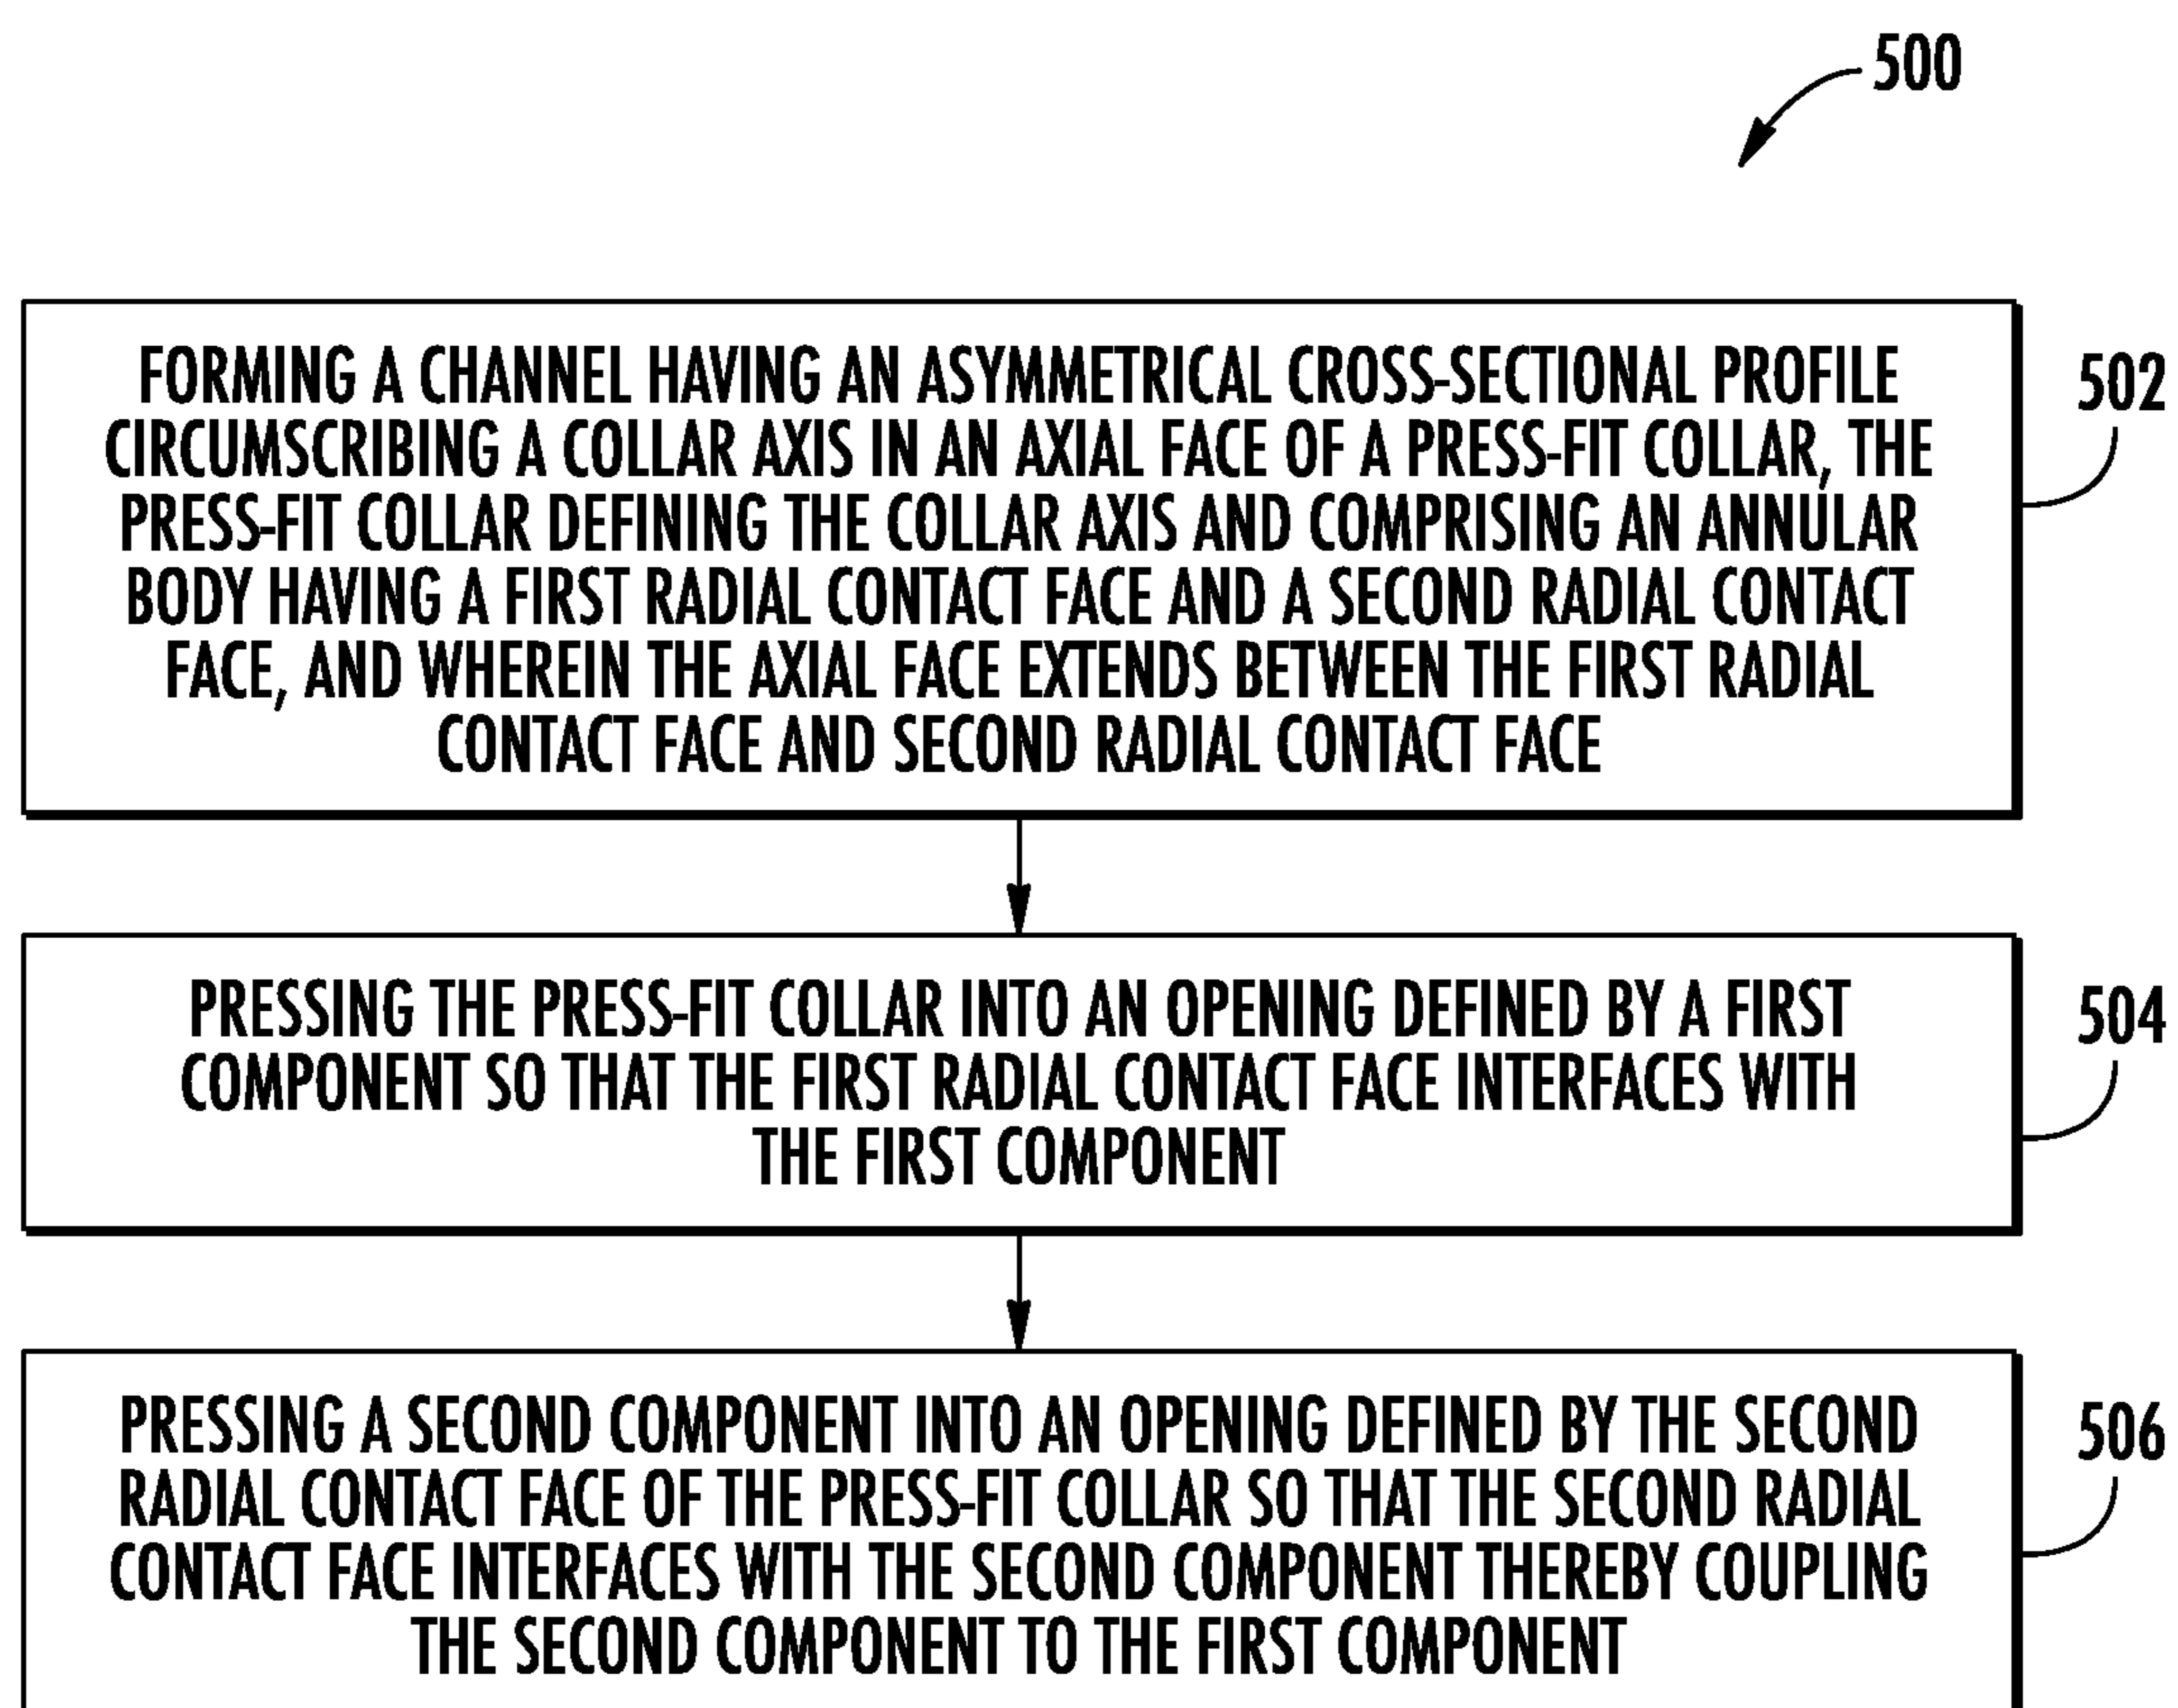 500
FORMING A CHANNEL HAVING AN ASYMMETRICAL CROSS-SECTIONAL PROFILE
CIRCUMSCRIBING A COLLAR AXIS IN AN AXIAL FACE OF A PRESS-FIT COLLAR, THE
PRESS-FIT COLLAR DEFINING THE COLLAR AXIS AND COMPRISING AN ANNULAR
BODY HAVING A FIRST RADIAL CONTACT FACE AND A SECOND RADIAL CONTACT
FACE, AND WHEREIN THE AXIAL FACE EXTENDS BETWEEN THE FIRST RADIAL
CONTACT FACE AND SECOND RADIAL CONTACT FACE
502
PRESSING THE PRESS-FIT COLLAR INTO AN OPENING DEFINED BY A FIRST
COMPONENT SO THAT THE FIRST RADIAL CONTACT FACE INTERFACES WITH
THE FIRST COMPONENT
504
PRESSING A SECOND COMPONENT INTO AN OPENING DEFINED BY THE SECOND
RADIAL CONTACT FACE OF THE PRESS-FIT COLLAR SO THAT THE SECOND RADIAL
CONTACT FACE INTERFACES WITH THE SECOND COMPONENT THEREBY COUPLING
THE SECOND COMPONENT TO THE FIRST COMPONENT
506